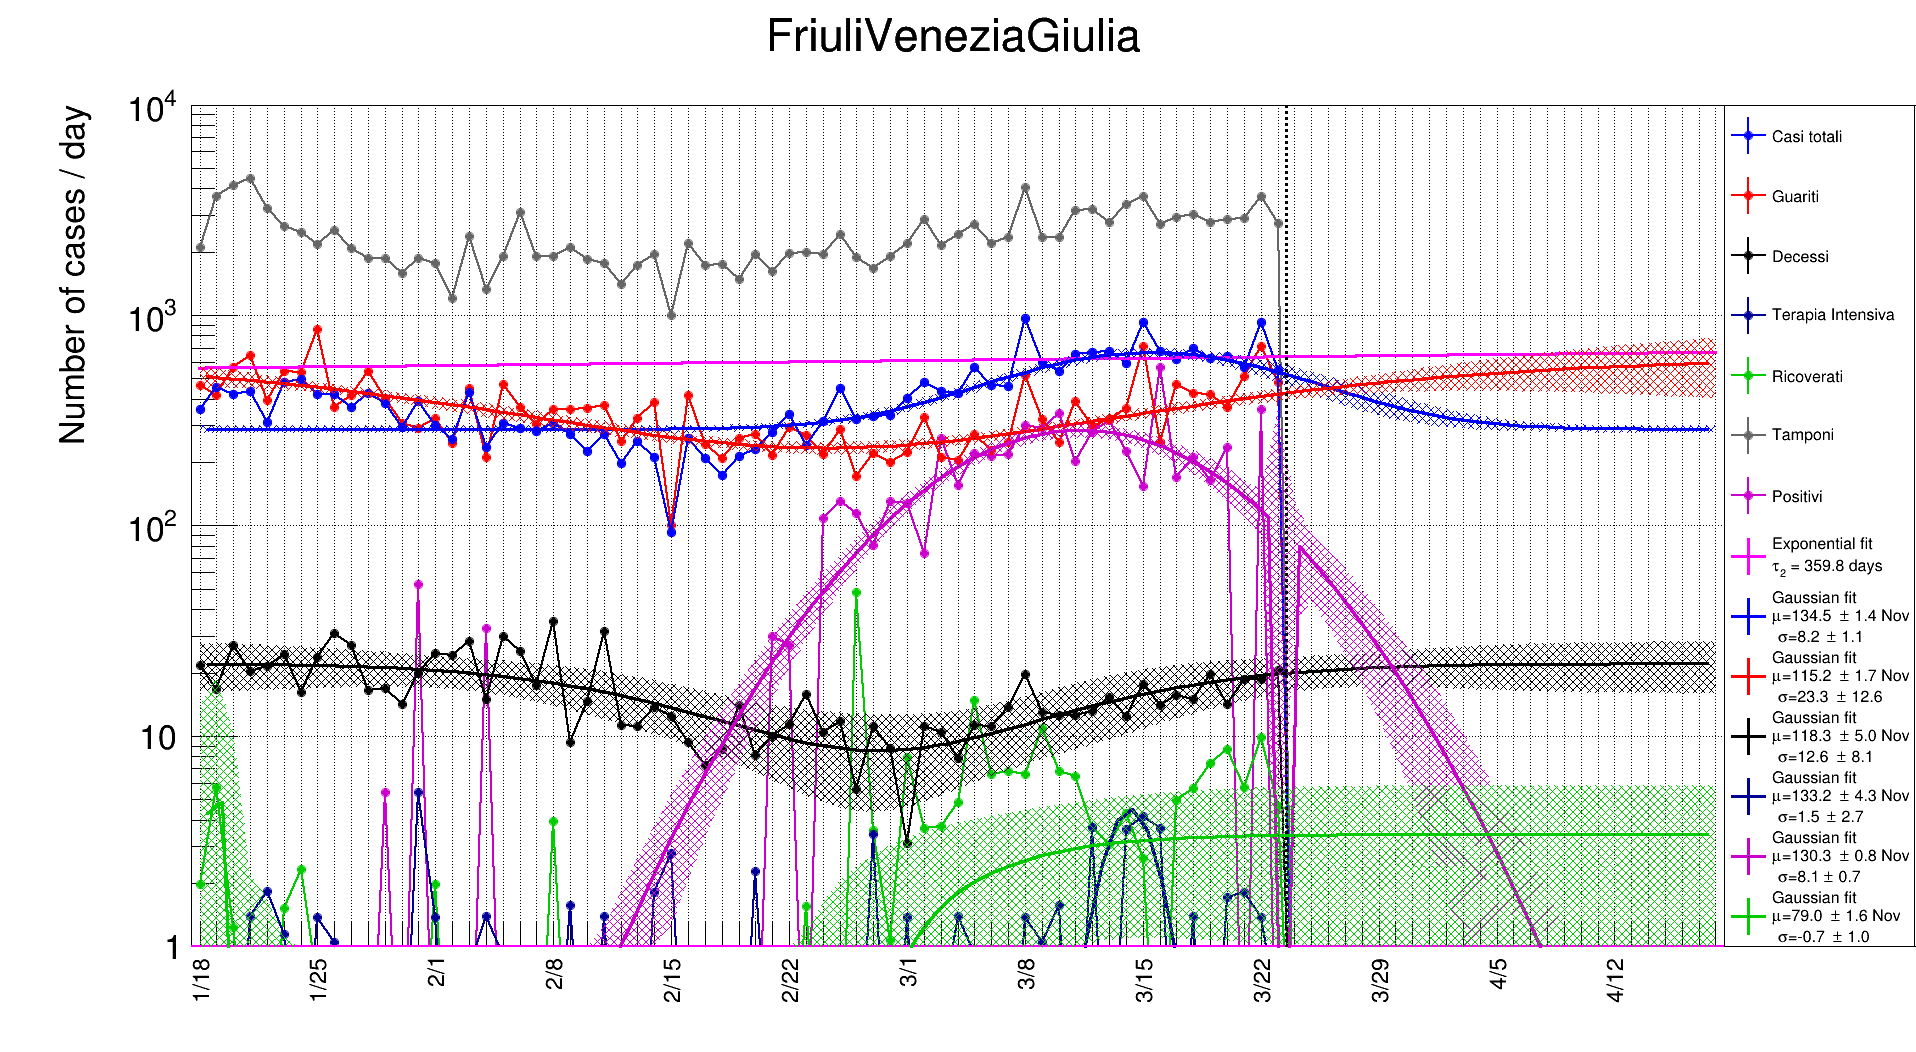 FriuliVeneziaGiulia
Number of cases / day
10^4
10^3
10^2
10
1
1/18
1/25
2/1
2/8
2/15
2/22
3/1
3/8
3/15
3/22
3/29
4/5
4/12
Casi totali
Guariti
Decessi
Terapia Intensiva
Ricoverati
Tamponi
Positivi
Exponential fit
τ2 = 359.8 days
Gaussian fit
μ=134.5 ± 1.4 Nov
σ=8.2 ± 1.1
Gaussian fit
μ=115.2 ± 1.7 Nov
σ=23.3 ± 12.6
Gaussian fit
μ=118.3 ± 5.0 Nov
σ=12.6 ± 8.1
Gaussian fit
μ=133.2 ± 4.3 Nov
σ=1.5 ± 2.7
Gaussian fit
μ=130.3 ± 0.8 Nov
σ=8.1 ± 0.7
Gaussian fit
μ=79.0 ± 1.6 Nov
σ=-0.7 ± 1.0